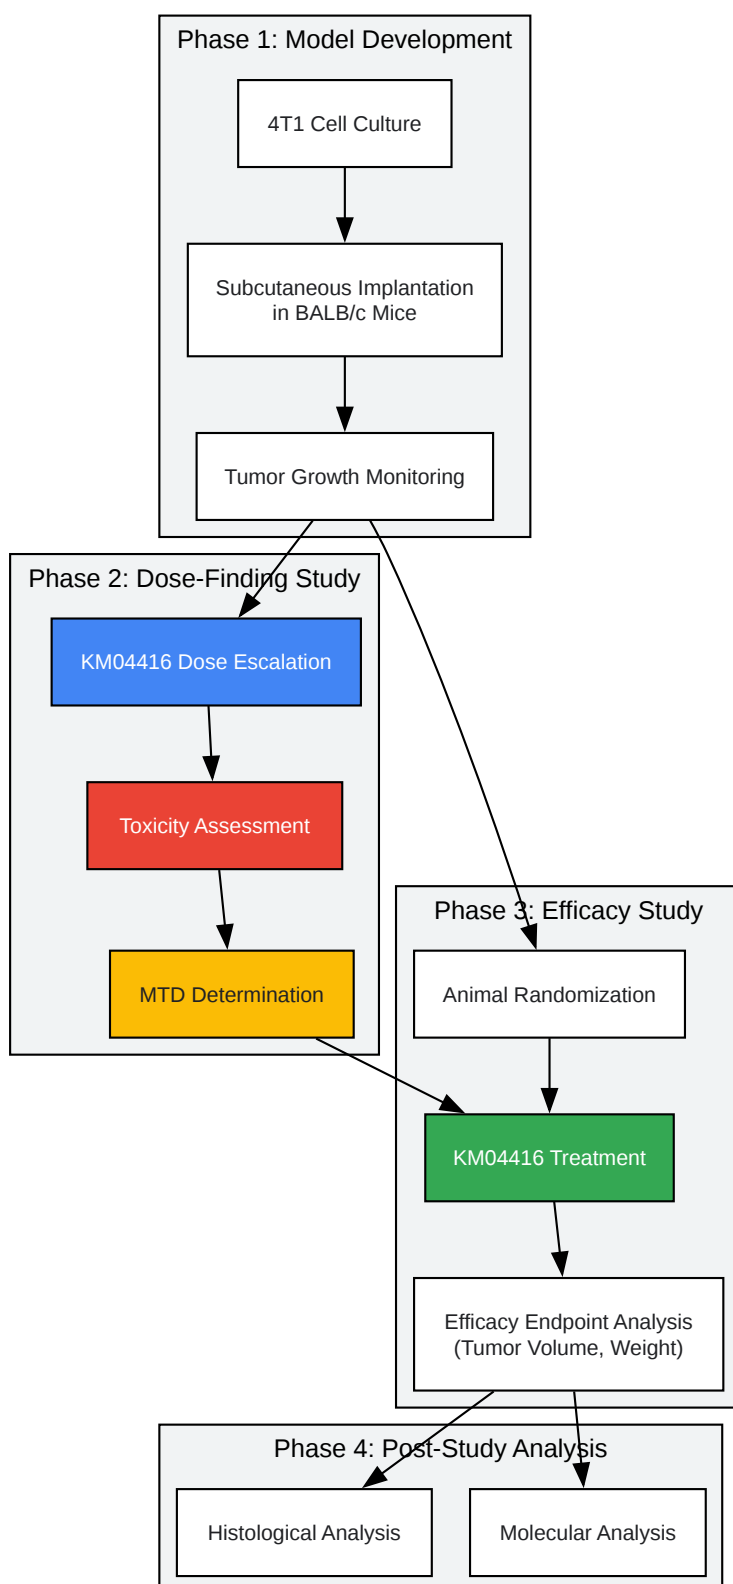 Phase 1: Model Development
4T1 Cell Culture
Subcutaneous Implantation
in BALB/c Mice
Tumor Growth Monitoring
Phase 2: Dose-Finding Study
KM04416 Dose Escalation
Toxicity Assessment
MTD Determination
Phase 3: Efficacy Study
Animal Randomization
KM04416 Treatment
Efficacy Endpoint Analysis
(Tumor Volume, Weight)
Phase 4: Post-Study Analysis
Histological Analysis
Molecular Analysis